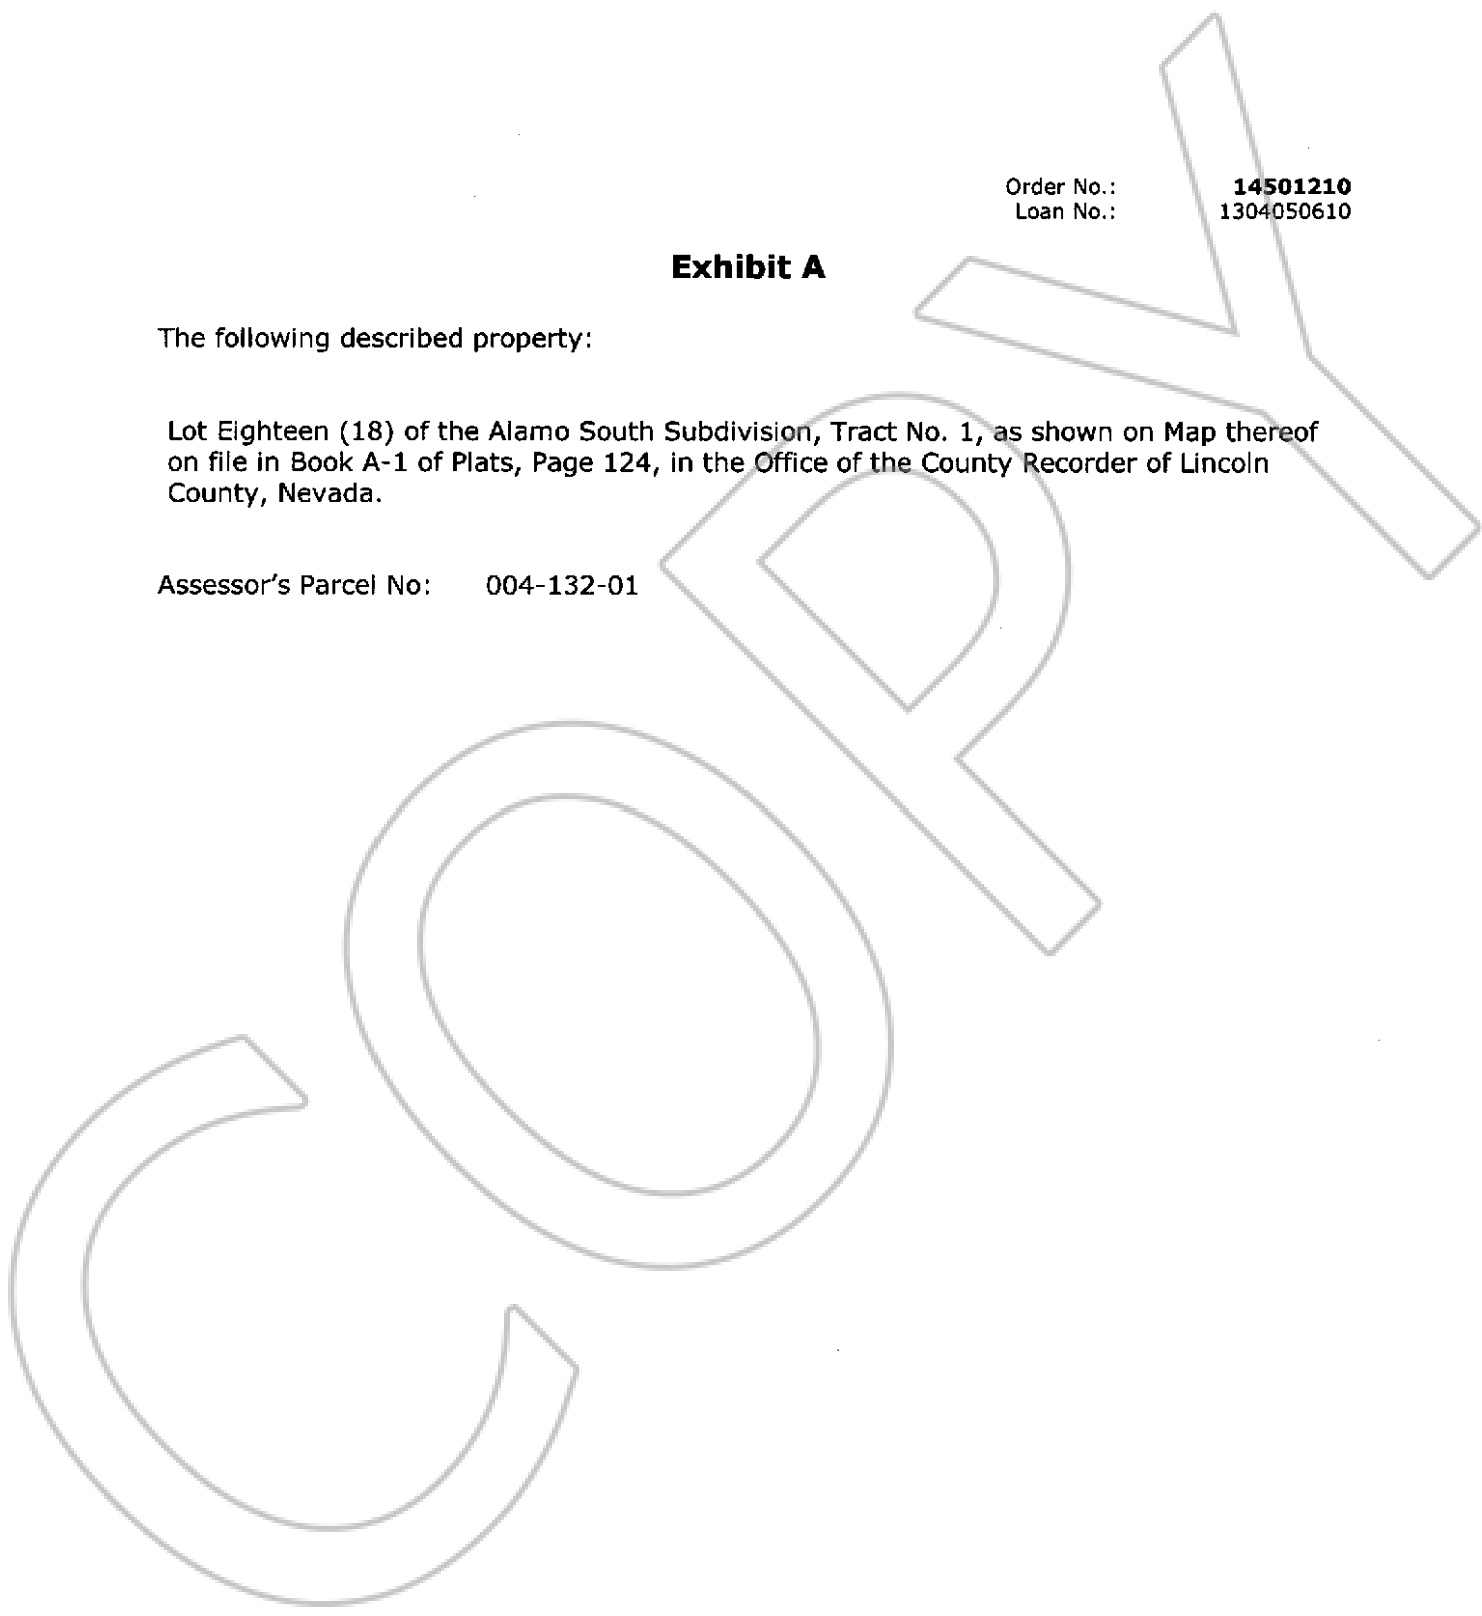 Order No.: 14501210
Loan No.: 1304050610
Exhibit A
The following described property:
Lot Eighteen (18) of the Alamo South Subdivision, Tract No. 1, as shown on Map thereof
on file in Book A-1 of Plats, Page 124, in the Office of the County Recorder of Lincoln
County, Nevada.
Assessor's Parcel No: 004-132-01
COPY